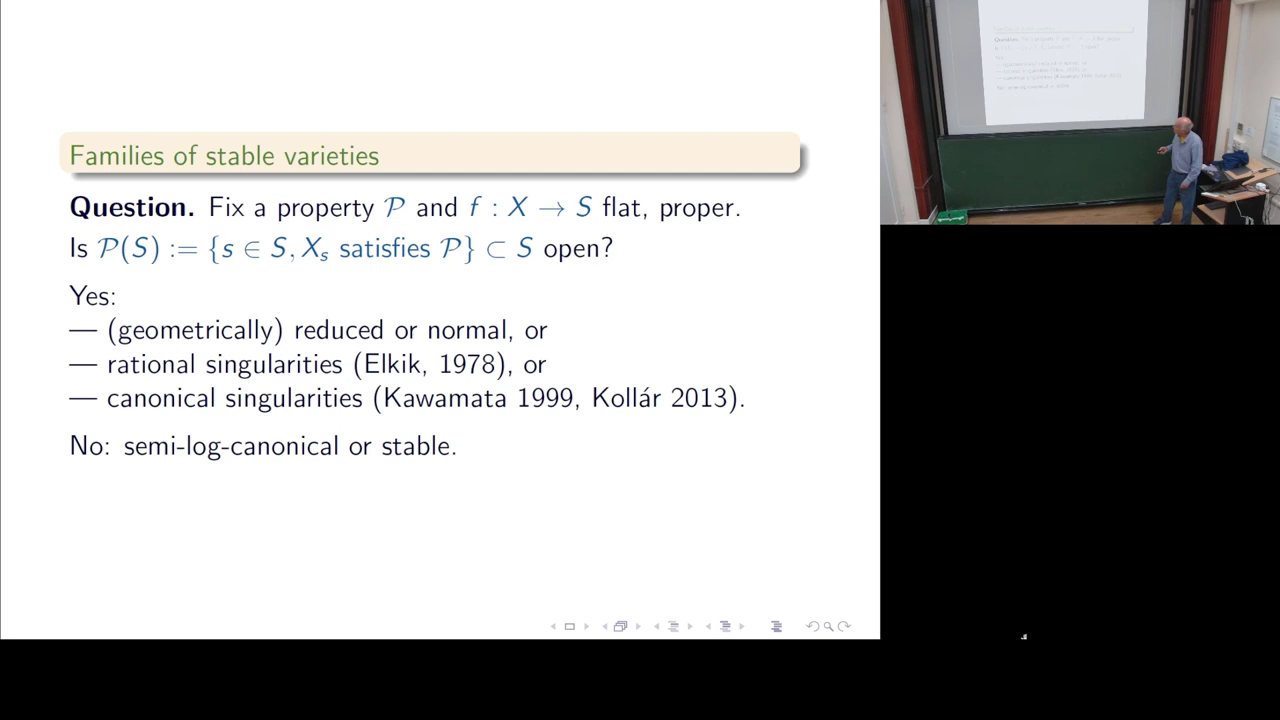 Families of stable varieties
Question. Fix a property 𝒫 and f : X → S flat, proper.
Is 𝒫(S) := {s ∈ S, Xₛ satisfies 𝒫} ⊂ S open?
Yes:
— (geometrically) reduced or normal, or
— rational singularities (Elkik, 1978), or
— canonical singularities (Kawamata 1999, Kollár 2013).
No: semi-log-canonical or stable.